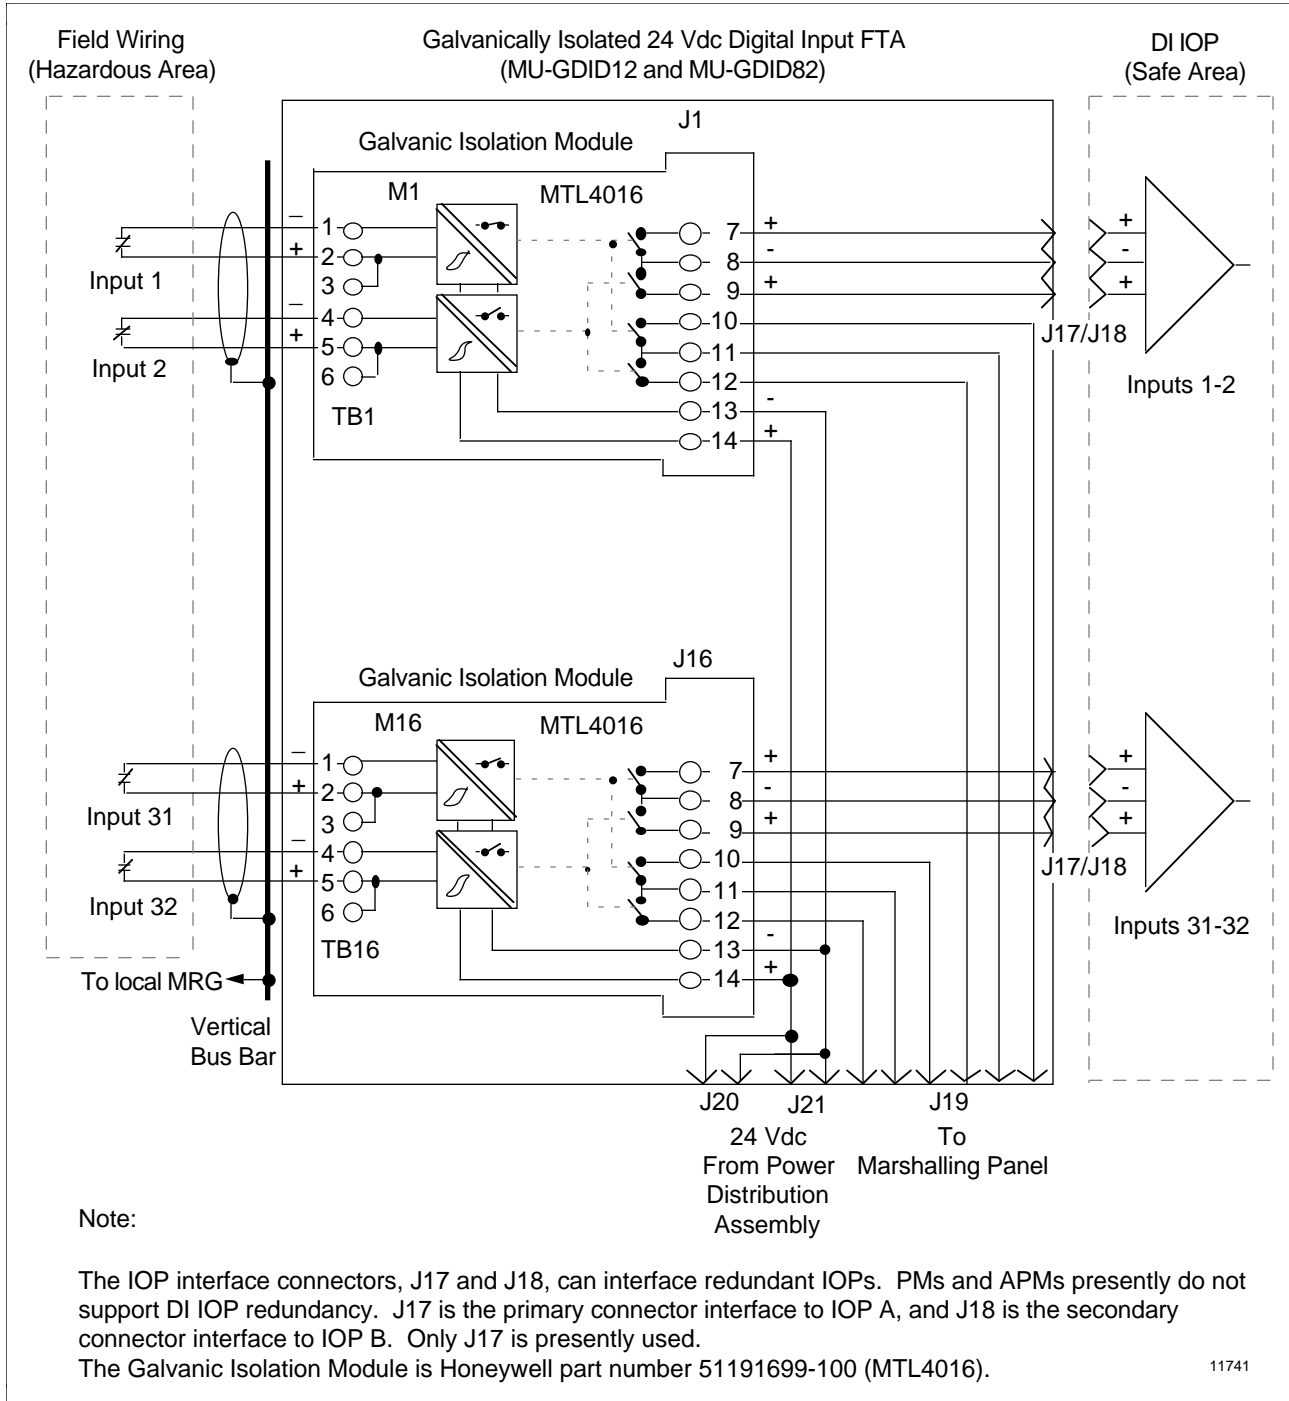 Field Wiring
(Hazardous Area)
Galvanically Isolated 24 Vdc Digital Input FTA
(MU-GDID12 and MU-GDID82)
DI IOP
(Safe Area)
J1
Galvanic Isolation Module
M1
MTL4016
– 1
+ 2
3
– 4
+ 5
6
Input 1
Input 2
TB1
7 +
8 -
9 +
10
11
12
13 -
14 +
J17/J18
+
-
+
Inputs 1-2
J16
Galvanic Isolation Module
M16
MTL4016
– 1
+ 2
3
– 4
+ 5
6
Input 31
Input 32
TB16
7 +
8 -
9 +
10
11
12
13 -
14 +
J17/J18
+
-
+
Inputs 31-32
To local MRG
Vertical
Bus Bar
J20 J21 J19
24 Vdc
From Power
Distribution
Assembly
To
Marshalling Panel
Note:
The IOP interface connectors, J17 and J18, can interface redundant IOPs. PMs and APMs presently do not
support DI IOP redundancy. J17 is the primary connector interface to IOP A, and J18 is the secondary
connector interface to IOP B. Only J17 is presently used.
The Galvanic Isolation Module is Honeywell part number 51191699-100 (MTL4016).
11741